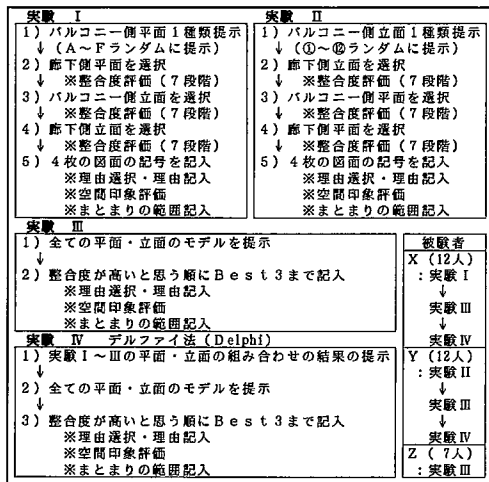 実験 Ⅰ
1) バルコニー側平面1種類提示
↓ (A～Fランダムに提示)
2) 廊下側平面を選択
↓ ※整合度評価(7段階)
3) バルコニー側立面を選択
↓ ※整合度評価(7段階)
4) 廊下側立面を選択
↓ ※整合度評価(7段階)
5) 4枚の図面の記号を記入
※理由選択・理由記入
※空間印象評価
※まとまりの範囲記入
実験 Ⅱ
1) バルコニー側立面1種類提示
↓ (①～⑫ランダムに提示)
2) 廊下側立面を選択
↓ ※整合度評価(7段階)
3) バルコニー側平面を選択
↓ ※整合度評価(7段階)
4) 廊下側平面を選択
↓ ※整合度評価(7段階)
5) 4枚の図面の記号を記入
※理由選択・理由記入
※空間印象評価
※まとまりの範囲記入
実験 Ⅲ
1) 全ての平面・立面のモデルを提示
↓
2) 整合度が高いと思う順にBest3まで記入
※理由選択・理由記入
※空間印象評価
※まとまりの範囲記入
実験 Ⅳ デルファイ法(Delphi)
1) 実験Ⅰ～Ⅲの平面・立面の組み合わせの結果の提示
↓
2) 全ての平面・立面のモデルを提示
↓
3) 整合度が高いと思う順にBest3まで記入
※理由選択・理由記入
※空間印象評価
※まとまりの範囲記入
被験者
X (12人)
:実験Ⅰ
↓
実験Ⅲ
↓
実験Ⅳ
Y (12人)
:実験Ⅱ
↓
実験Ⅲ
↓
実験Ⅳ
Z (7人)
:実験Ⅲ